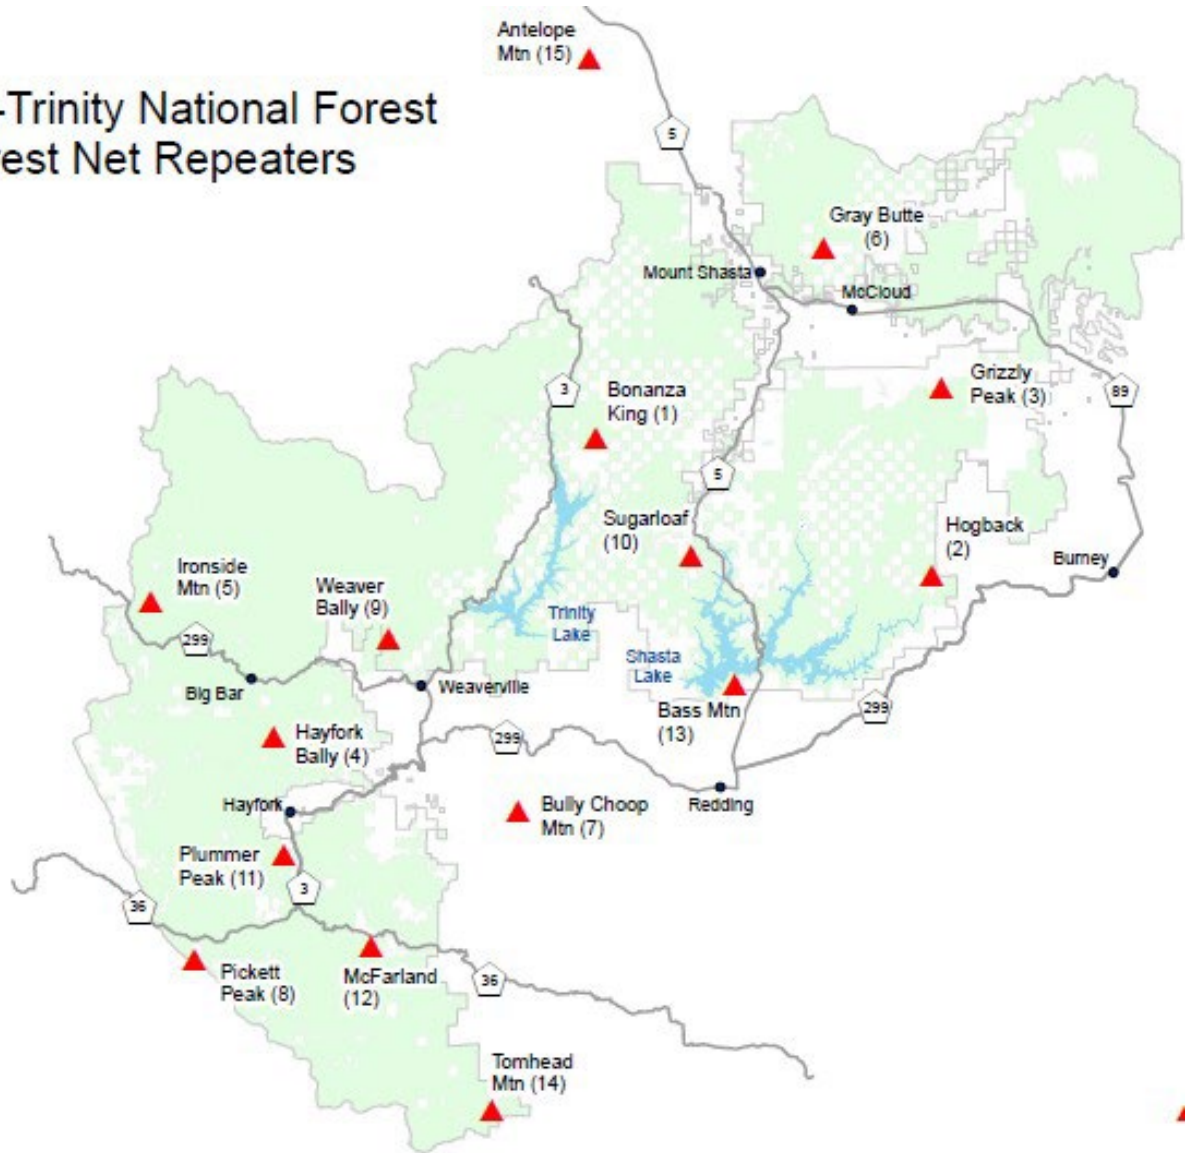 Antelope
Mtn (15)
-Trinity National Forest
rest Net Repeaters
5
Gray Butte
(6)
Mount Shasta
McCloud
3
Bonanza
King (1)
Grizzly
Peak (3)
89
5
Sugarloaf
(10)
Hogback
(2)
Burney
Ironside
Mtn (5)
Weaver
Bally (9)
Trinity
Lake
299
Shasta
Lake
Big Bar
Weaverville
Bass Mtn
(13)
299
Hayfork
Bally (4)
299
Hayfork
Bully Choop
Mtn (7)
Redding
Plummer
Peak (11)
3
36
Pickett
Peak (8)
McFarland
(12)
36
Tomhead
Mtn (14)